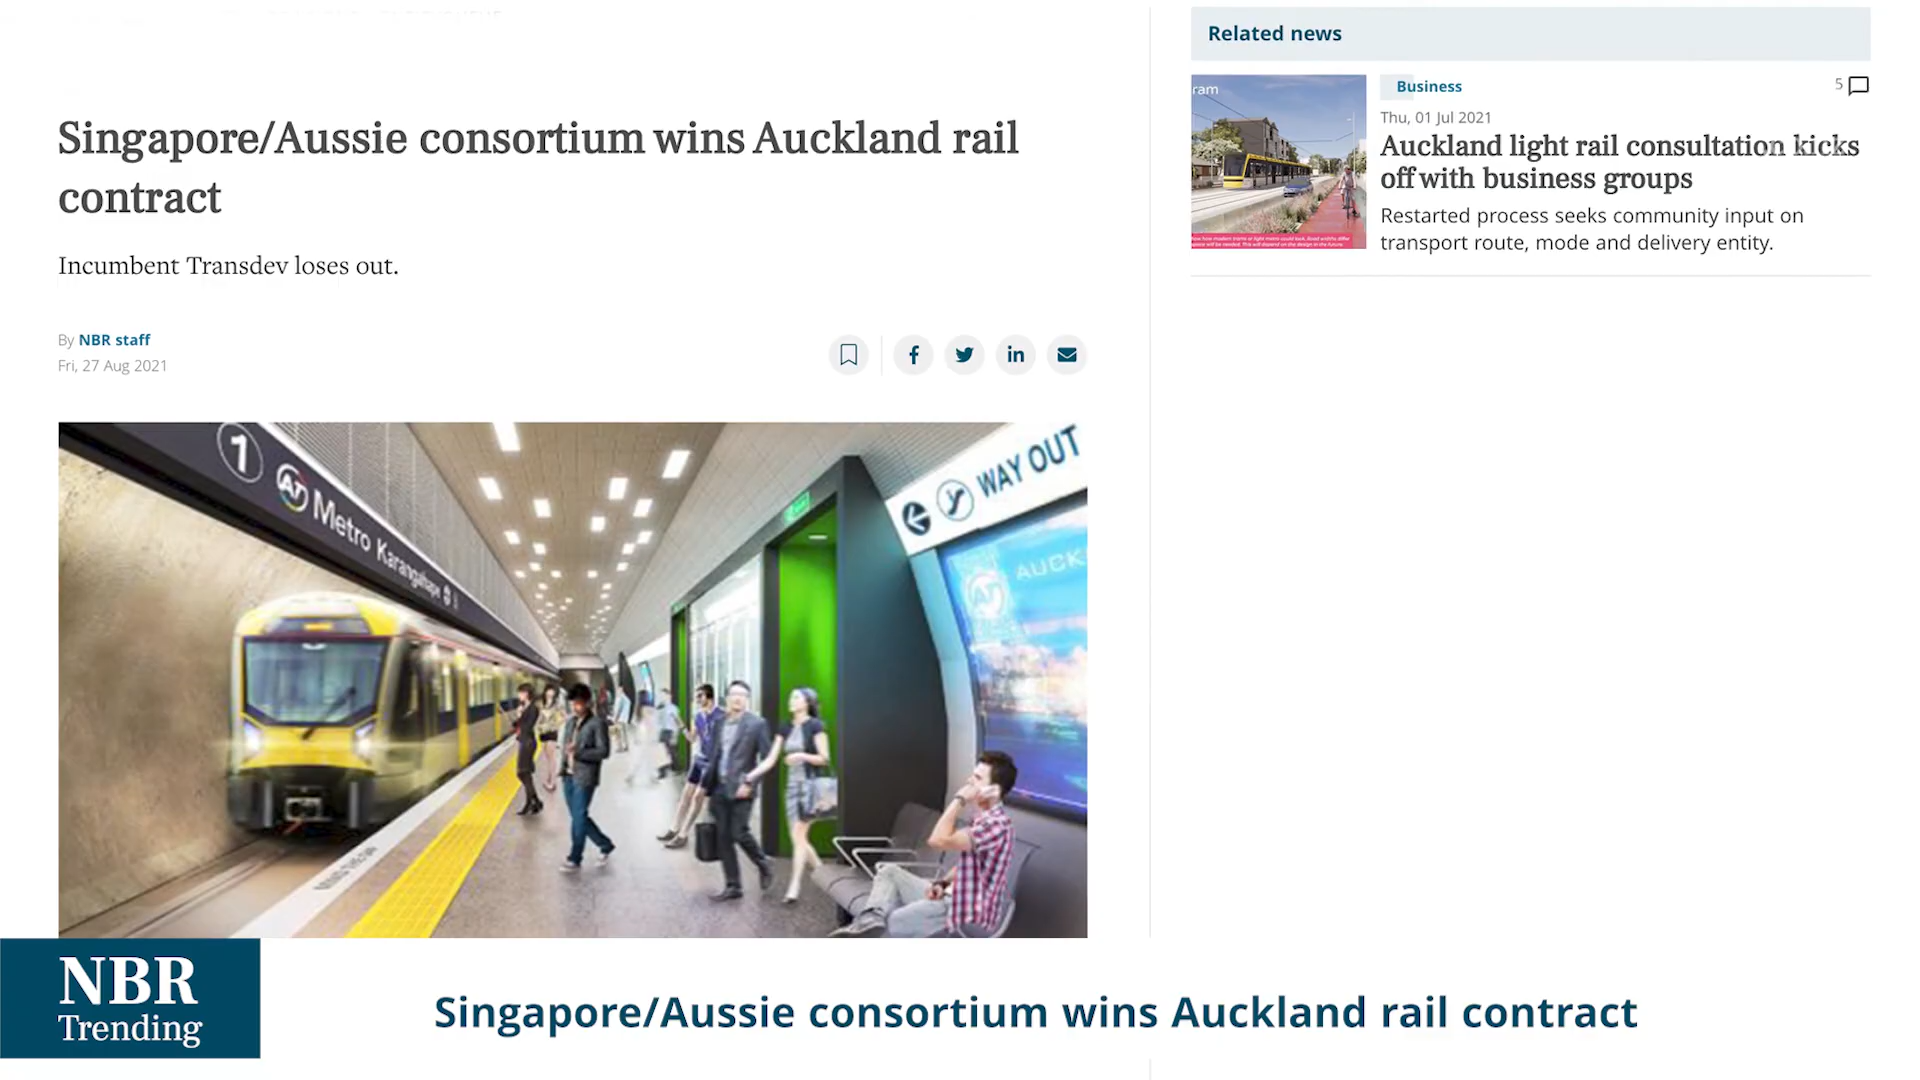 Singapore/Aussie consortium wins Auckland rail
contract
Incumbent Transdev loses out.
By NBR staff
Fri, 27 Aug 2021
1
AT Metro Karangahape
WAY OUT
AUCK
AT
Related news
ram
Business
5
Thu, 01 Jul 2021
Auckland light rail consultation kicks
off with business groups
Restarted process seeks community input on
transport route, mode and delivery entity.
NBR
Trending
Singapore/Aussie consortium wins Auckland rail contract